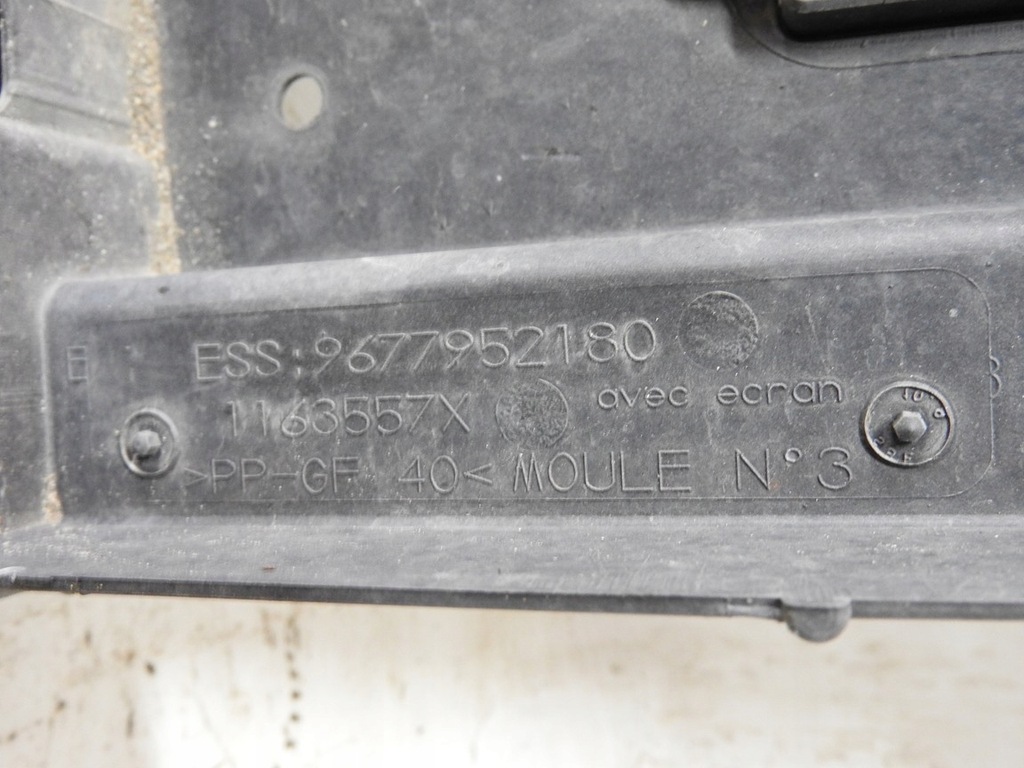 E
ESS:9677952180
avec ecran
1163557X
>PP-GF 40< MOULE N°3